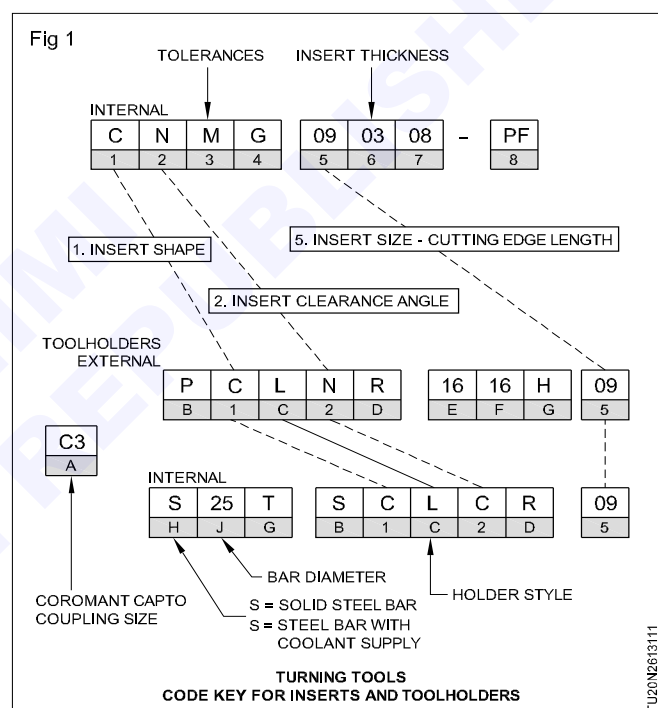 Fig 1
TOLERANCES INSERT THICKNESS
INTERNAL
C N M G 09 03 08 - PF
1 2 3 4 5 6 7 8
1. INSERT SHAPE
5. INSERT SIZE - CUTTING EDGE LENGTH
2. INSERT CLEARANCE ANGLE
TOOLHOLDERS
EXTERNAL
P C L N R 16 16 H 09
B 1 C 2 D E F G 5
C3
A
INTERNAL
S 25 T S C L C R 09
H J G B 1 C 2 D 5
BAR DIAMETER
HOLDER STYLE
COROMANT CAPTO
COUPLING SIZE
S = SOLID STEEL BAR
S = STEEL BAR WITH
COOLANT SUPPLY
TURNING TOOLS
CODE KEY FOR INSERTS AND TOOLHOLDERS
TU20N2613111